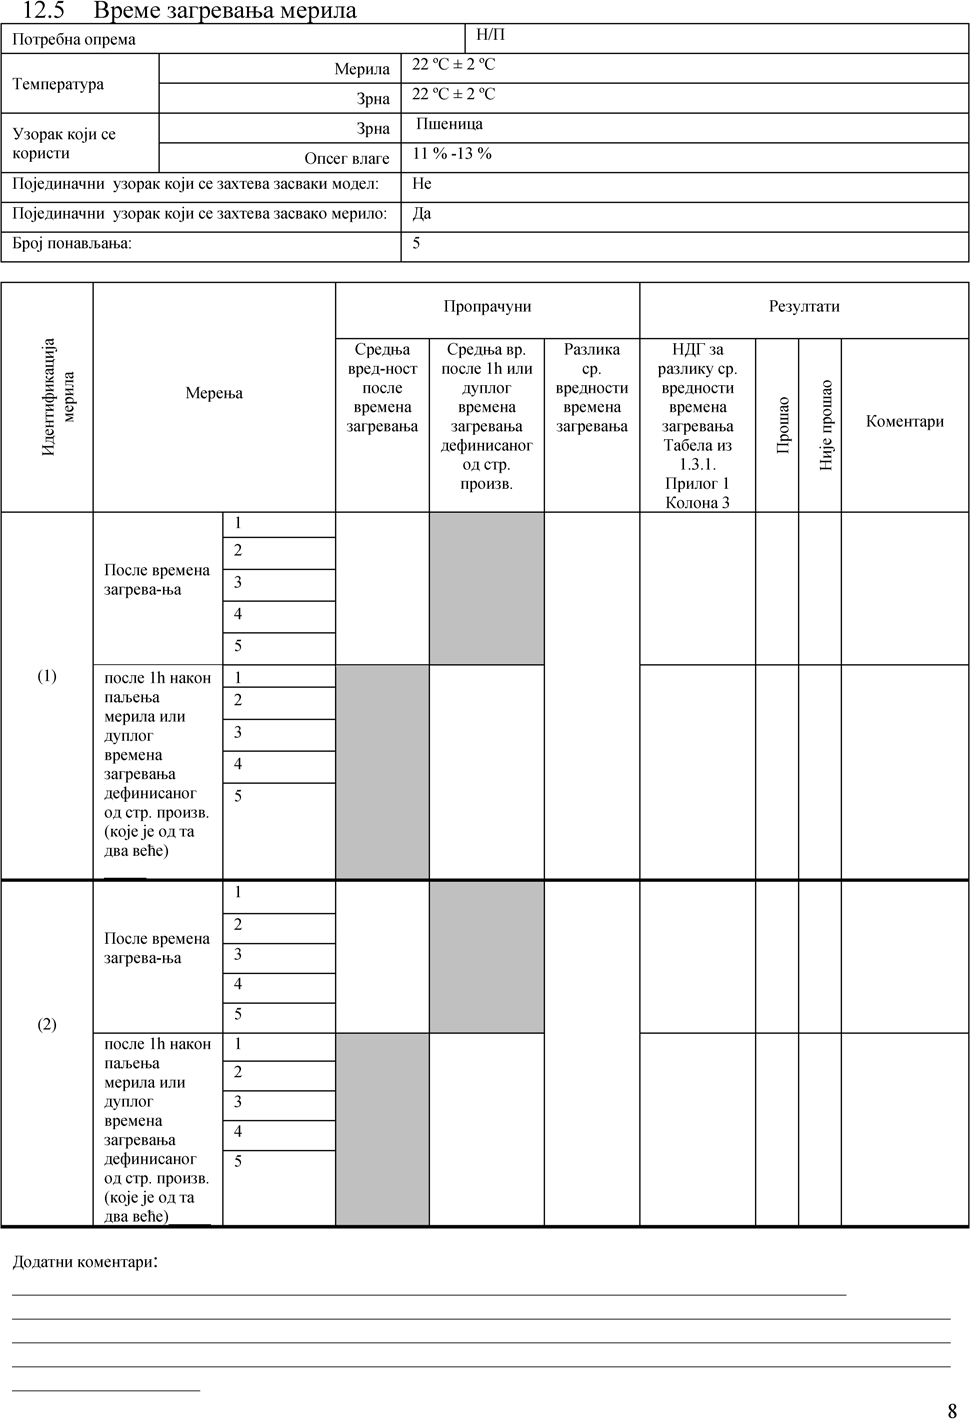 12.5 Време загревања мерила
Потребна опрема Н/П
Температура Мерила 22 ºC ± 2 ºC
Зрна 22 ºC ± 2 ºC
Узорак који се
користи
Зрна Пшеница
Опсег влаге 11 % -13 %
Појединачни узорак који се захтева засваки модел: Не
Појединачни узорак који се захтева засвако мерило: Да
Број понављања: 5
Идентификација
мерила
Мерења
Пропрачуни
Резултати
Средња
вред-ност
после
времена
загревања
Средња вр.
после 1h или
дуплог
времена
загревања
дефинисаног
од стр.
произв.
Разлика
ср.
вредности
времена
загревања
НДГ за
разлику ср.
вредности
времена
загревања
Табела из
1.3.1.
Прилог 1
Колона 3
Прошао
Није прошао
Коментари
(1)
После времена
загрева-ња
1
2
3
4
5
после 1h након
паљења
мерила или
дуплог
времена
загревања
дефинисаног
од стр. произв.
(које је од та
два веће)
_____
1
2
3
4
5
(2)
После времена
загрева-ња
1
2
3
4
5
после 1h након
паљења
мерила или
дуплог
времена
загревања
дефинисаног
од стр. произв.
(које је од та
два веће)_____
1
2
3
4
5
Додатни коментари:
8